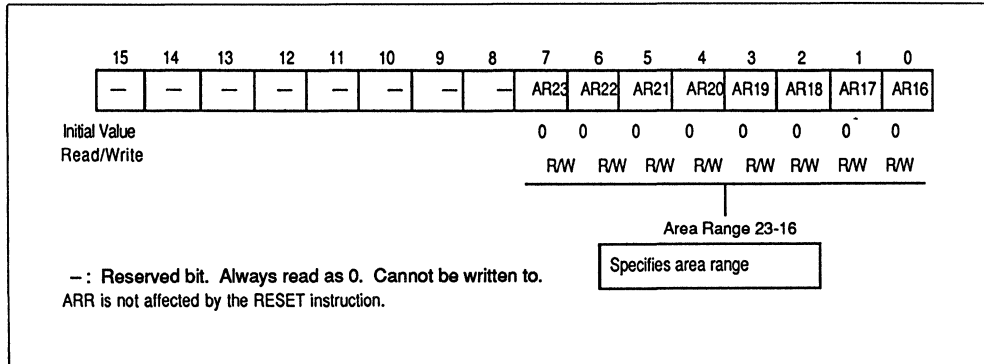 15 14 13 12 11 10 9 8 7 6 5 4 3 2 1 0
— — — — — — — — AR23 AR22 AR21 AR20 AR19 AR18 AR17 AR16
Initial Value 0 0 0 0 0 0 0 0
Read/Write R/W R/W R/W R/W R/W R/W R/W R/W
Area Range 23-16
Specifies area range
– : Reserved bit. Always read as 0. Cannot be written to.
ARR is not affected by the RESET instruction.